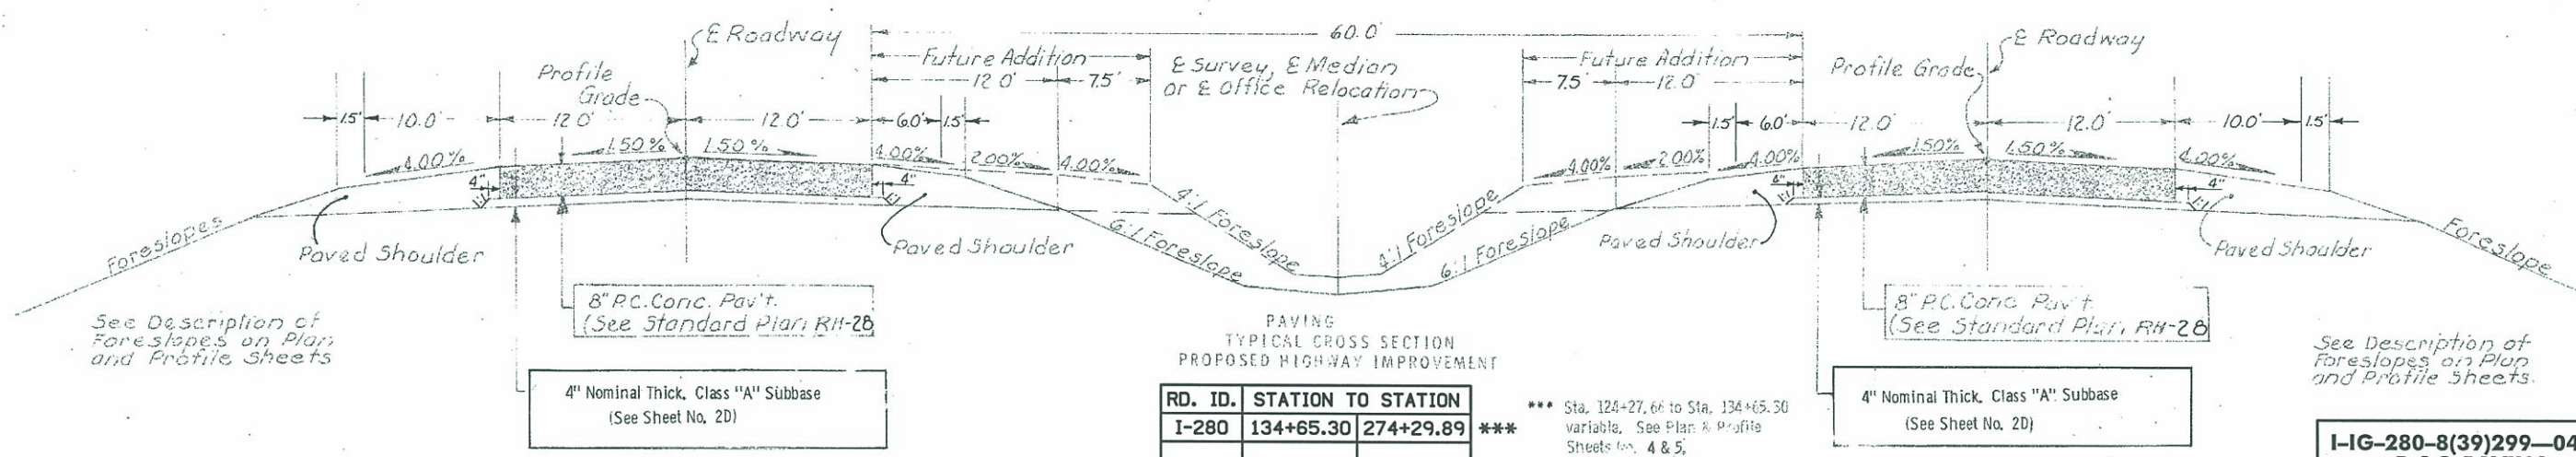 ℄ Roadway
60.0'
℄ Roadway
Future Addition
12.0' 7.5'
℄ Survey, ℄ Median
or ℄ Office Relocation
Future Addition
7.5' 12.0'
Profile
Grade
Profile Grade
1.5' 10.0' 12.0' 12.0' 6.0' 1.5'
1.5' 6.0' 12.0' 12.0' 10.0' 1.5'
4.00% 1.50% 1.50% 4.00% 2.00% 4.00%
4.00% 2.00% 4.00% 1.50% 1.50% 4.00%
4" 4" 4" 4"
1:1 1:1 1:1 1:1
Foreslopes
Paved Shoulder
Paved Shoulder
6:1 Foreslope
4:1 Foreslope
4:1 Foreslope
6:1 Foreslope
Paved Shoulder
Paved Shoulder
Foreslope
See Description of
Foreslopes on Plan
and Profile Sheets
8" P.C. Conc. Pav't.
(See Standard Plan RH-28
4" Nominal Thick. Class "A" Subbase
(See Sheet No. 2D)
PAVING
TYPICAL CROSS SECTION
PROPOSED HIGHWAY IMPROVEMENT
RD. ID. STATION TO STATION
I-280 134+65.30 274+29.89 ***
*** Sta. 124+27.66 to Sta. 134+65.30
variable. See Plan & Profile
Sheets No. 4 & 5.
8" P.C. Conc. Pav't.
(See Standard Plan RH-28
4" Nominal Thick. Class "A" Subbase
(See Sheet No. 2D)
See Description of
Foreslopes on Plan
and Profile Sheets.
I-IG-280-8(39)299—04